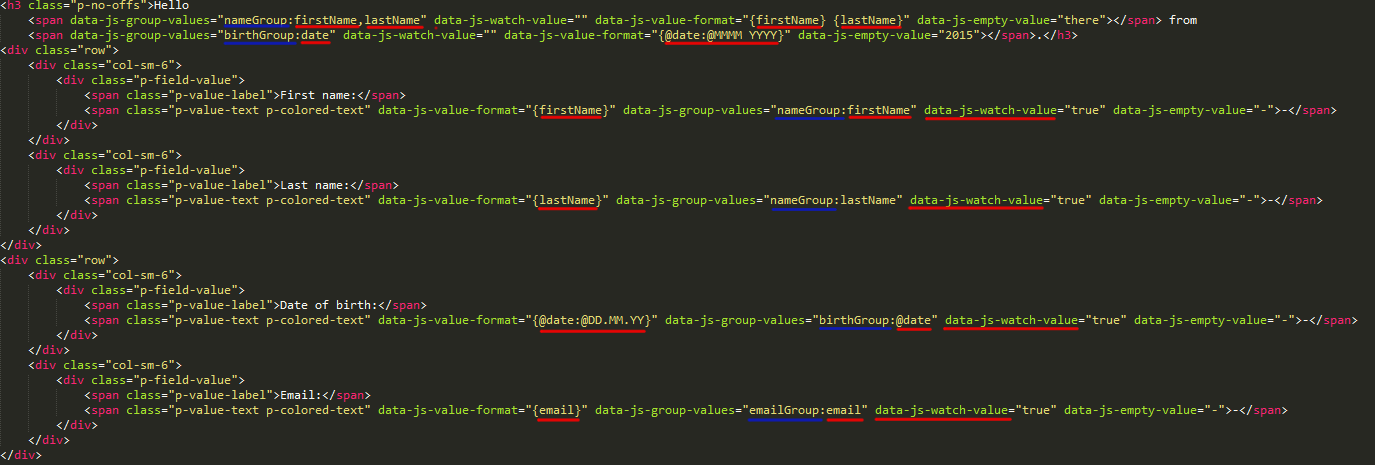 <h3 class="p-no-offs">Hello
    <span data-js-group-values="nameGroup:firstName,lastName" data-js-watch-value="" data-js-value-format="{firstName} {lastName}" data-js-empty-value="there"></span> from
    <span data-js-group-values="birthGroup:date" data-js-watch-value="" data-js-value-format="{@date:@MMMM YYYY}" data-js-empty-value="2015"></span>.</h3>
<div class="row">
    <div class="col-sm-6">
        <div class="p-field-value">
            <span class="p-value-label">First name:</span>
            <span class="p-value-text p-colored-text" data-js-value-format="{firstName}" data-js-group-values="nameGroup:firstName" data-js-watch-value="true" data-js-empty-value="-">-</span>
        </div>
    </div>
    <div class="col-sm-6">
        <div class="p-field-value">
            <span class="p-value-label">Last name:</span>
            <span class="p-value-text p-colored-text" data-js-value-format="{lastName}" data-js-group-values="nameGroup:lastName" data-js-watch-value="true" data-js-empty-value="-">-</span>
        </div>
    </div>
</div>
<div class="row">
    <div class="col-sm-6">
        <div class="p-field-value">
            <span class="p-value-label">Date of birth:</span>
            <span class="p-value-text p-colored-text" data-js-value-format="{@date:@DD.MM.YY}" data-js-group-values="birthGroup:@date" data-js-watch-value="true" data-js-empty-value="-">-</span>
        </div>
    </div>
    <div class="col-sm-6">
        <div class="p-field-value">
            <span class="p-value-label">Email:</span>
            <span class="p-value-text p-colored-text" data-js-value-format="{email}" data-js-group-values="emailGroup:email" data-js-watch-value="true" data-js-empty-value="-">-</span>
        </div>
    </div>
</div>